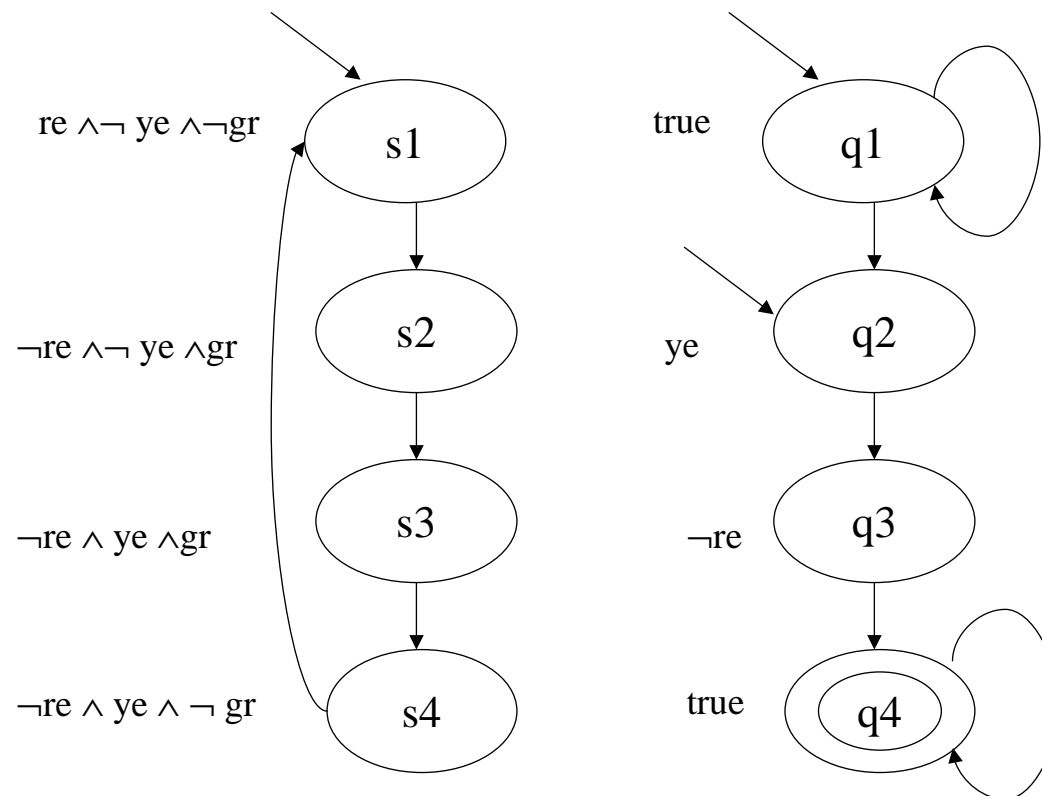 re ∧¬ ye ∧¬gr
s1
¬re ∧¬ ye ∧gr
s2
¬re ∧ ye ∧gr
s3
¬re ∧ ye ∧ ¬ gr
s4
true
q1
ye
q2
¬re
q3
true
q4